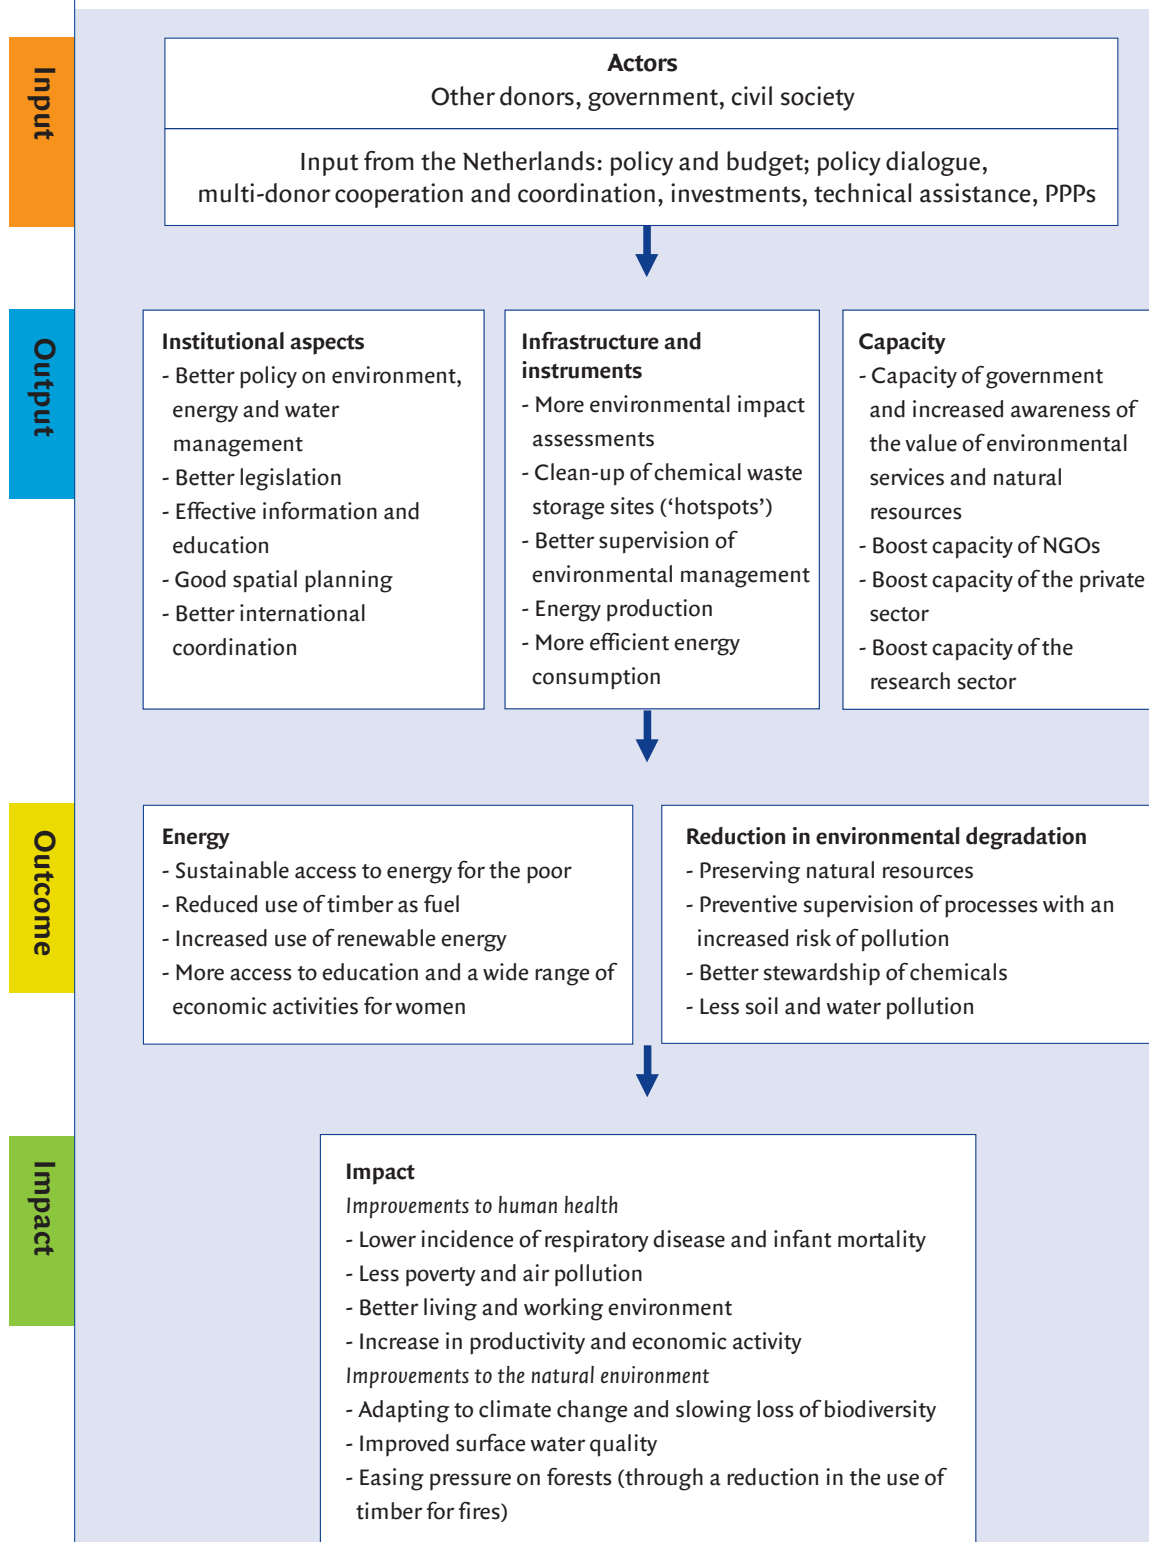 Input
Actors
Other donors, government, civil society
Input from the Netherlands: policy and budget; policy dialogue,
multi-donor cooperation and coordination, investments, technical assistance, PPPs
Output
Institutional aspects
- Better policy on environment,
energy and water
management
- Better legislation
- Effective information and
education
- Good spatial planning
- Better international
coordination
Infrastructure and
instruments
- More environmental impact
assessments
- Clean-up of chemical waste
storage sites (‘hotspots’)
- Better supervision of
environmental management
- Energy production
- More efficient energy
consumption
Capacity
- Capacity of government
and increased awareness of
the value of environmental
services and natural
resources
- Boost capacity of NGOs
- Boost capacity of the private
sector
- Boost capacity of the
research sector
Outcome
Energy
- Sustainable access to energy for the poor
- Reduced use of timber as fuel
- Increased use of renewable energy
- More access to education and a wide range of
economic activities for women
Reduction in environmental degradation
- Preserving natural resources
- Preventive supervision of processes with an
increased risk of pollution
- Better stewardship of chemicals
- Less soil and water pollution
Impact
Impact
Improvements to human health
- Lower incidence of respiratory disease and infant mortality
- Less poverty and air pollution
- Better living and working environment
- Increase in productivity and economic activity
Improvements to the natural environment
- Adapting to climate change and slowing loss of biodiversity
- Improved surface water quality
- Easing pressure on forests (through a reduction in the use of
timber for fires)